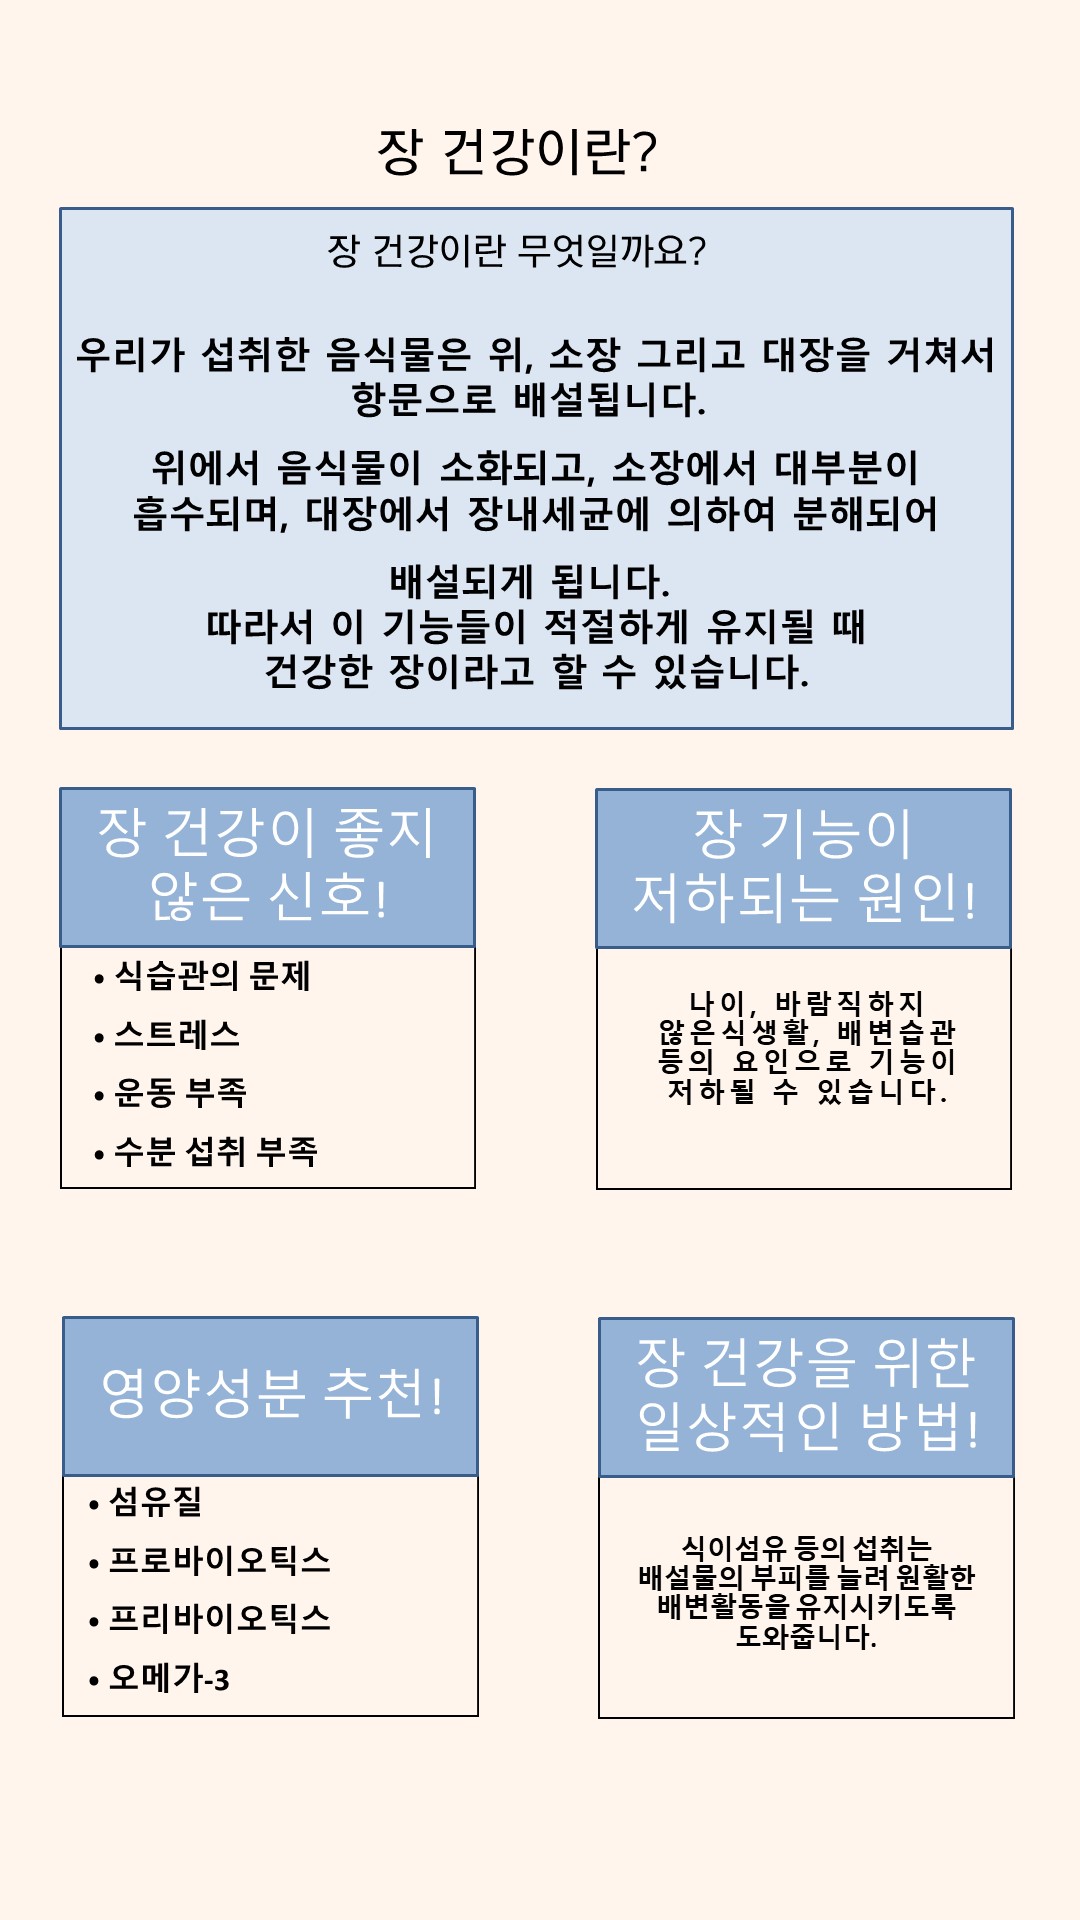 장 건강이란?
장 건강이란 무엇일까요?
우리가 섭취한 음식물은 위, 소장 그리고 대장을 거쳐서
항문으로 배설됩니다.
위에서 음식물이 소화되고, 소장에서 대부분이
흡수되며, 대장에서 장내세균에 의하여 분해되어
배설되게 됩니다.
따라서 이 기능들이 적절하게 유지될 때
건강한 장이라고 할 수 있습니다.
장 건강이 좋지
않은 신호!
• 식습관의 문제
• 스트레스
• 운동 부족
• 수분 섭취 부족
장 기능이
저하되는 원인!
나이, 바람직하지
않은식생활, 배변습관
등의 요인으로 기능이
저하될 수 있습니다.
영양성분 추천!
• 섬유질
• 프로바이오틱스
• 프리바이오틱스
• 오메가-3
장 건강을 위한
일상적인 방법!
식이섬유 등의 섭취는
배설물의 부피를 늘려 원활한
배변활동을 유지시키도록
도와줍니다.